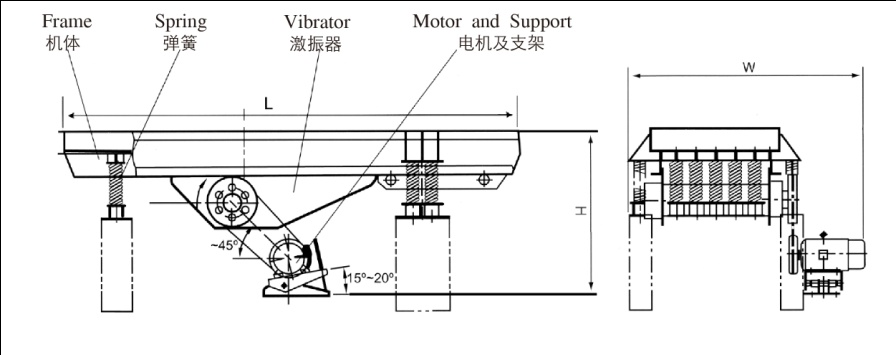 Frame Spring Vibrator Motor and Support
机体 弹簧 激振器 电机及支架
W
L
H
~45°
15°~20°